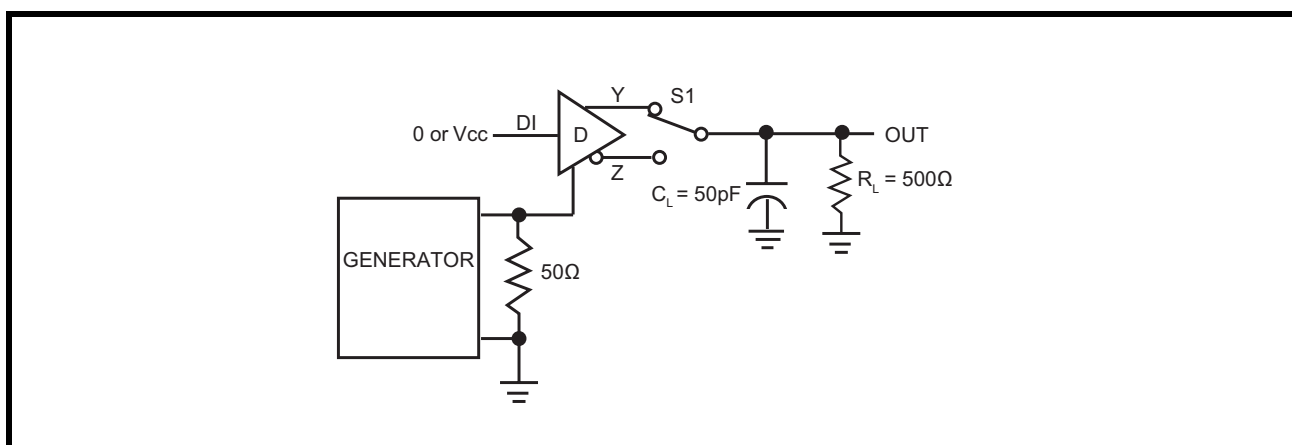 Y
S1
0 or Vcc
DI
D
OUT
Z
C_L = 50pF
R_L = 500Ω
GENERATOR
50Ω